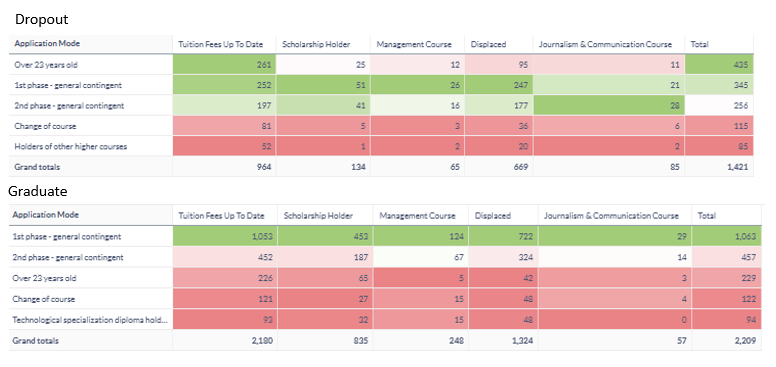 Dropout
Application Mode Tuition Fees Up To Date Scholarship Holder Management Course Displaced Journalism & Communication Course Total
Over 23 years old 261 25 12 95 11 435
1st phase - general contingent 252 51 26 247 21 345
2nd phase - general contingent 197 41 16 177 28 256
Change of course 81 5 3 36 6 115
Holders of other higher courses 52 1 2 20 2 85
Grand totals 964 134 65 669 85 1,421
Graduate
Application Mode Tuition Fees Up To Date Scholarship Holder Management Course Displaced Journalism & Communication Course Total
1st phase - general contingent 1,053 453 124 722 29 1,063
2nd phase - general contingent 452 187 67 324 14 457
Over 23 years old 226 65 5 42 3 229
Change of course 121 27 15 48 4 122
Technological specialization diploma hold... 93 32 15 48 0 94
Grand totals 2,180 835 248 1,324 57 2,209